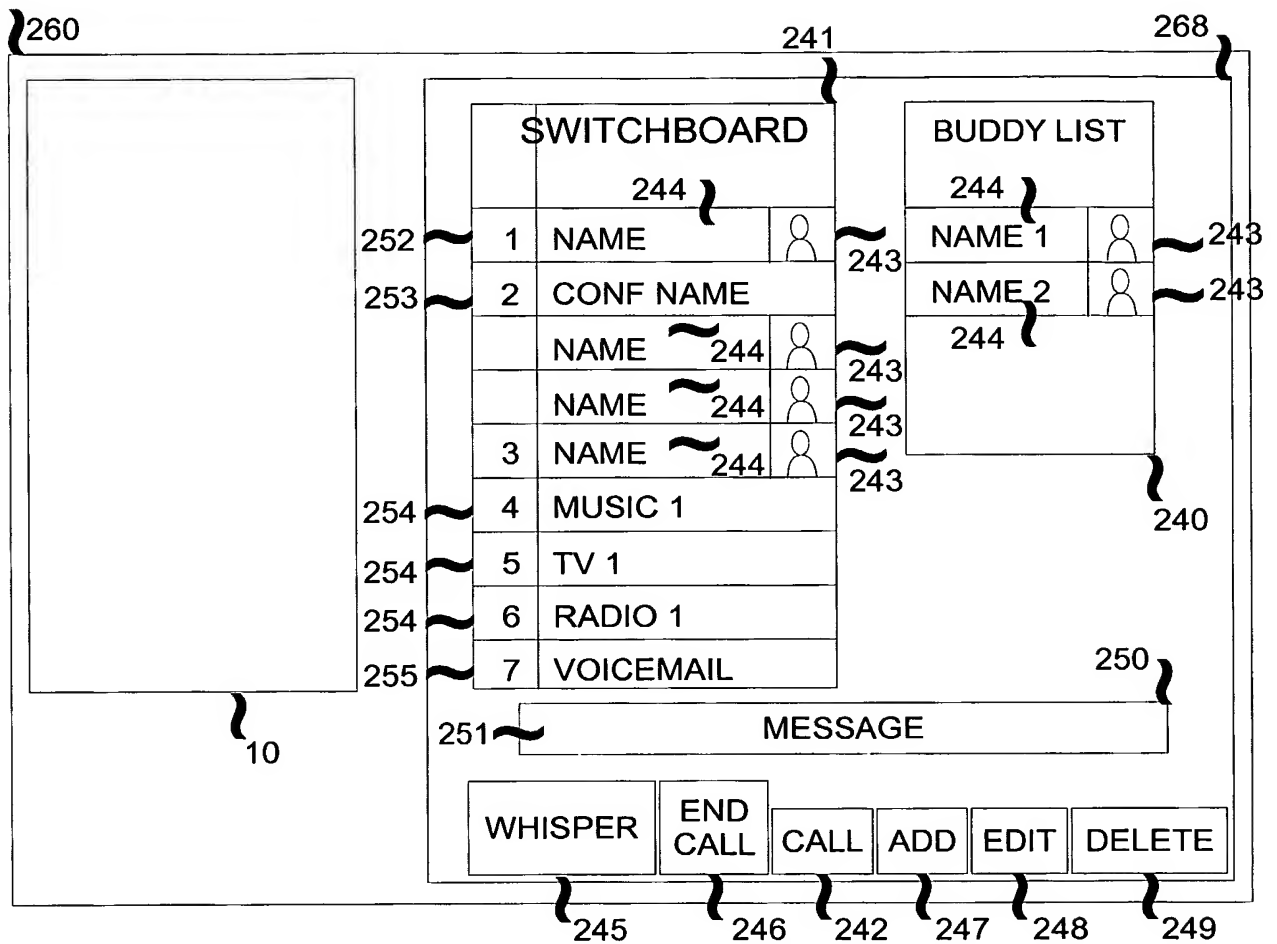 260
241
268
SWITCHBOARD
BUDDY LIST
244
244
252
1 NAME
243
NAME 1
243
253
2 CONF NAME
NAME 2
243
NAME 244
243
244
NAME 244
243
3 NAME 244
243
254
4 MUSIC 1
240
254
5 TV 1
254
6 RADIO 1
255
7 VOICEMAIL
250
10
251
MESSAGE
WHISPER
END
CALL
CALL
ADD
EDIT
DELETE
245
246
242
247
248
249